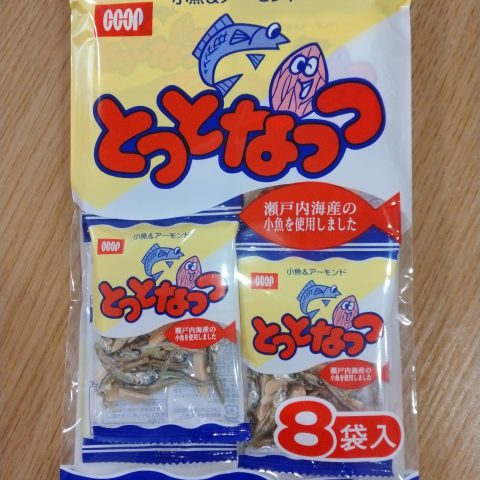 COOP
小魚&アーモンド
とっとなっつ
瀬戸内海産の
小魚を使用しました
COOP
小魚&アーモンド
とっとなっつ
瀬戸内海産の
小魚を使用しました
COOP
小魚&アーモンド
とっとなっつ
瀬戸内海産の
小魚を使用しました
8袋入